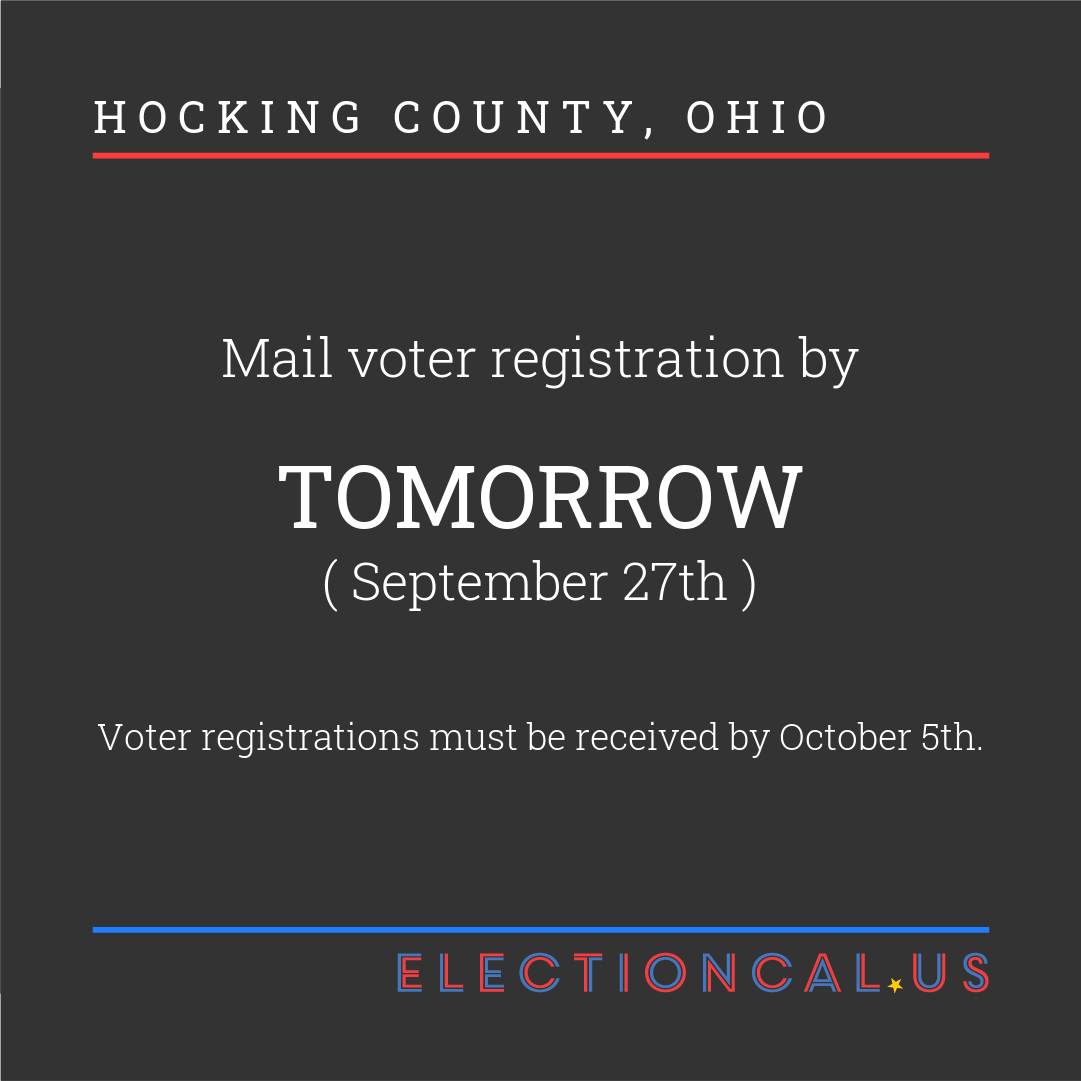 HOCKING COUNTY, OHIO
Mail voter registration by
TOMORROW
( September 27th )
Voter registrations must be received by October 5th.
ELECTIONCAL.US